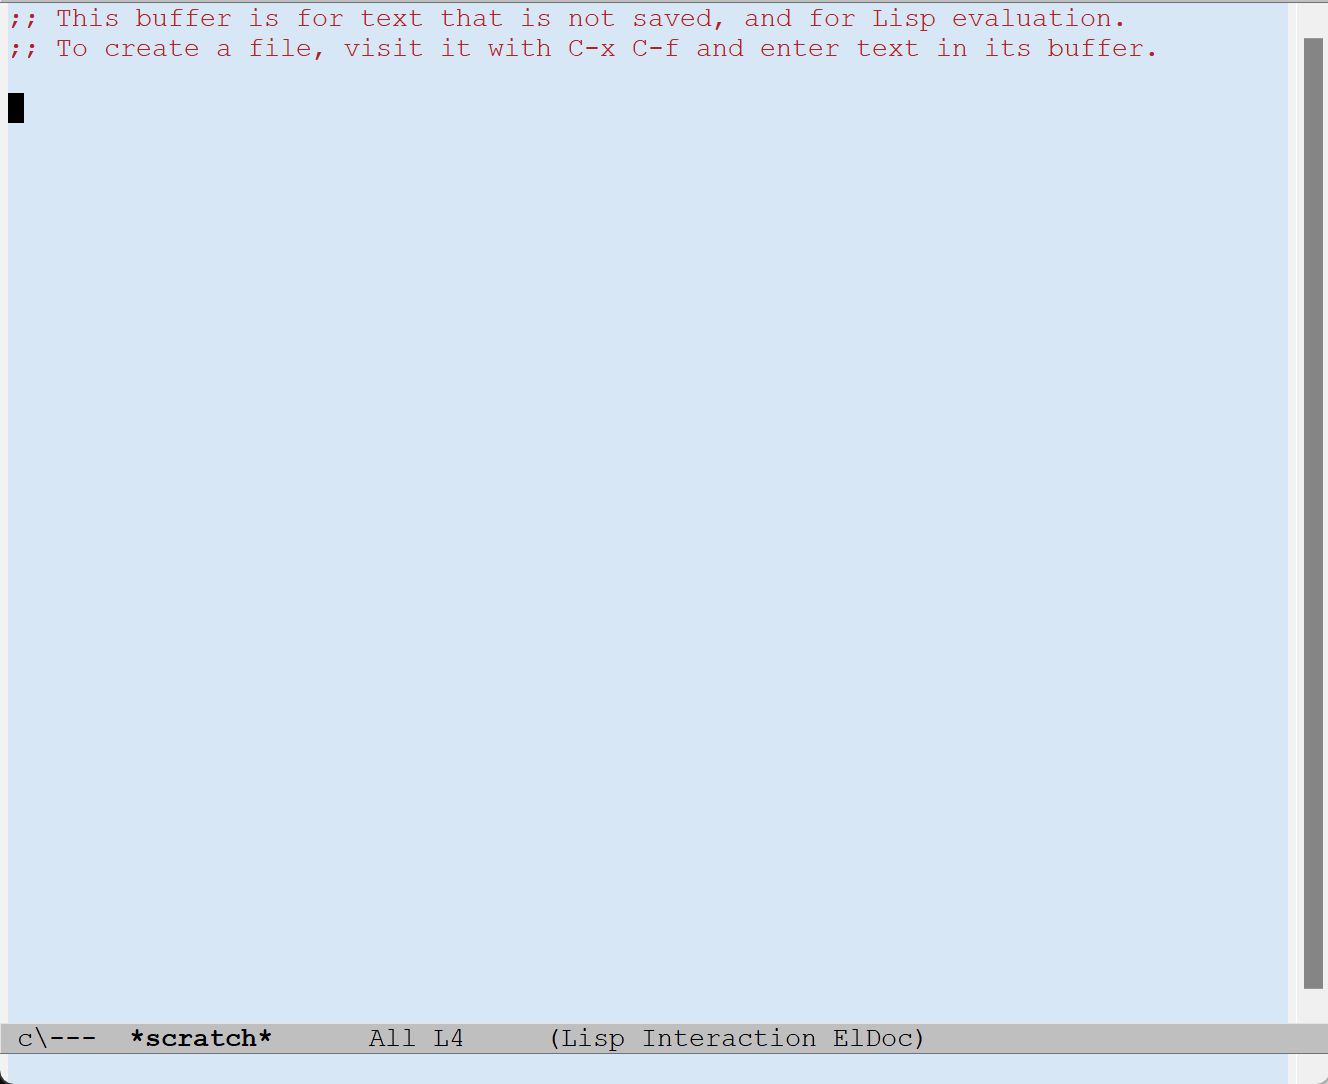 ;; This buffer is for text that is not saved, and for Lisp evaluation.
;; To create a file, visit it with C-x C-f and enter text in its buffer.
c\--- *scratch* All L4 (Lisp Interaction ElDoc)